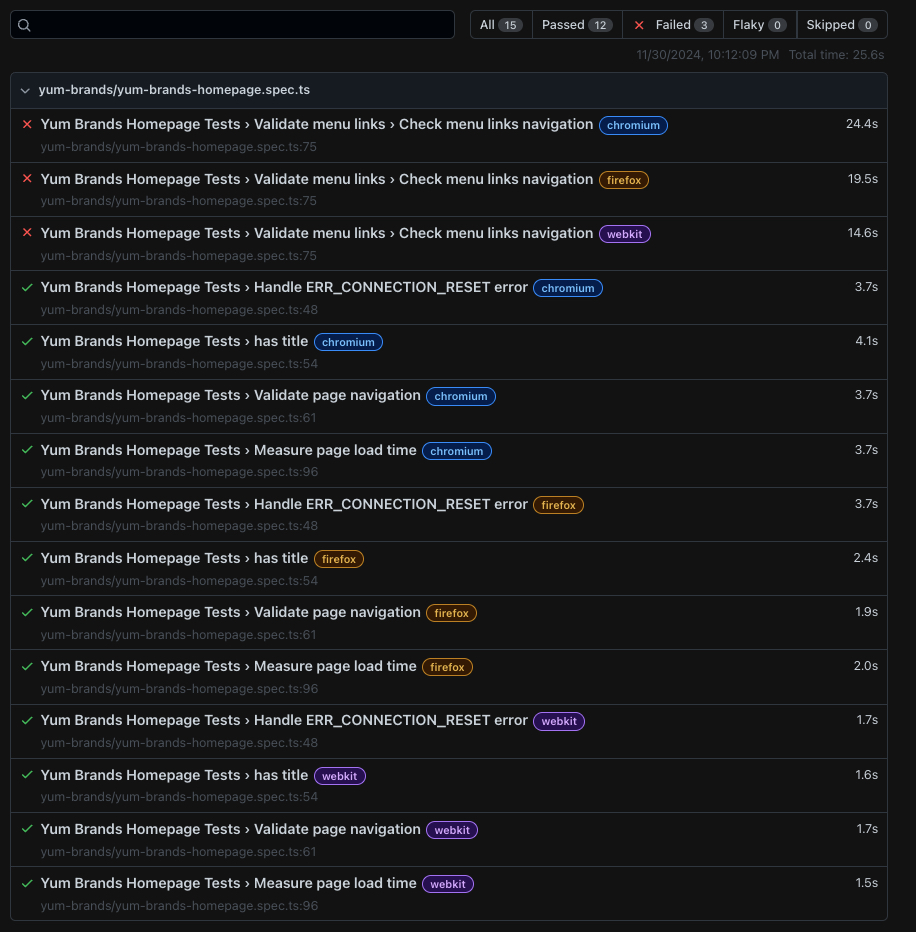 All 15 Passed 12 Failed 3 Flaky 0 Skipped 0
11/30/2024, 10:12:09 PM Total time: 25.6s
yum-brands/yum-brands-homepage.spec.ts
Yum Brands Homepage Tests › Validate menu links › Check menu links navigation chromium 24.4s
yum-brands/yum-brands-homepage.spec.ts:75
Yum Brands Homepage Tests › Validate menu links › Check menu links navigation firefox 19.5s
yum-brands/yum-brands-homepage.spec.ts:75
Yum Brands Homepage Tests › Validate menu links › Check menu links navigation webkit 14.6s
yum-brands/yum-brands-homepage.spec.ts:75
Yum Brands Homepage Tests › Handle ERR_CONNECTION_RESET error chromium 3.7s
yum-brands/yum-brands-homepage.spec.ts:48
Yum Brands Homepage Tests › has title chromium 4.1s
yum-brands/yum-brands-homepage.spec.ts:54
Yum Brands Homepage Tests › Validate page navigation chromium 3.7s
yum-brands/yum-brands-homepage.spec.ts:61
Yum Brands Homepage Tests › Measure page load time chromium 3.7s
yum-brands/yum-brands-homepage.spec.ts:96
Yum Brands Homepage Tests › Handle ERR_CONNECTION_RESET error firefox 3.7s
yum-brands/yum-brands-homepage.spec.ts:48
Yum Brands Homepage Tests › has title firefox 2.4s
yum-brands/yum-brands-homepage.spec.ts:54
Yum Brands Homepage Tests › Validate page navigation firefox 1.9s
yum-brands/yum-brands-homepage.spec.ts:61
Yum Brands Homepage Tests › Measure page load time firefox 2.0s
yum-brands/yum-brands-homepage.spec.ts:96
Yum Brands Homepage Tests › Handle ERR_CONNECTION_RESET error webkit 1.7s
yum-brands/yum-brands-homepage.spec.ts:48
Yum Brands Homepage Tests › has title webkit 1.6s
yum-brands/yum-brands-homepage.spec.ts:54
Yum Brands Homepage Tests › Validate page navigation webkit 1.7s
yum-brands/yum-brands-homepage.spec.ts:61
Yum Brands Homepage Tests › Measure page load time webkit 1.5s
yum-brands/yum-brands-homepage.spec.ts:96